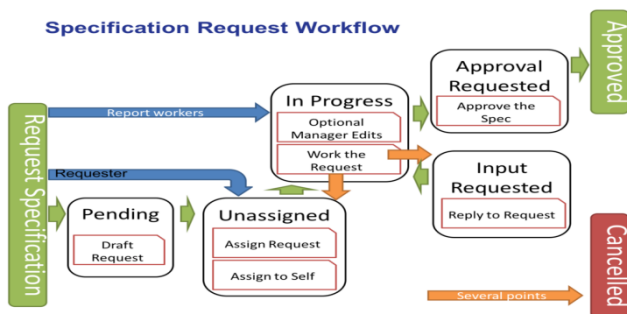 Specification Request Workflow
Request Specification
Report workers
Requester
Pending
Draft
Request
Unassigned
Assign Request
Assign to Self
In Progress
Optional
Manager Edits
Work the
Request
Approval
Requested
Approve the
Spec
Input
Requested
Reply to Request
Several points
Approved
Cancelled